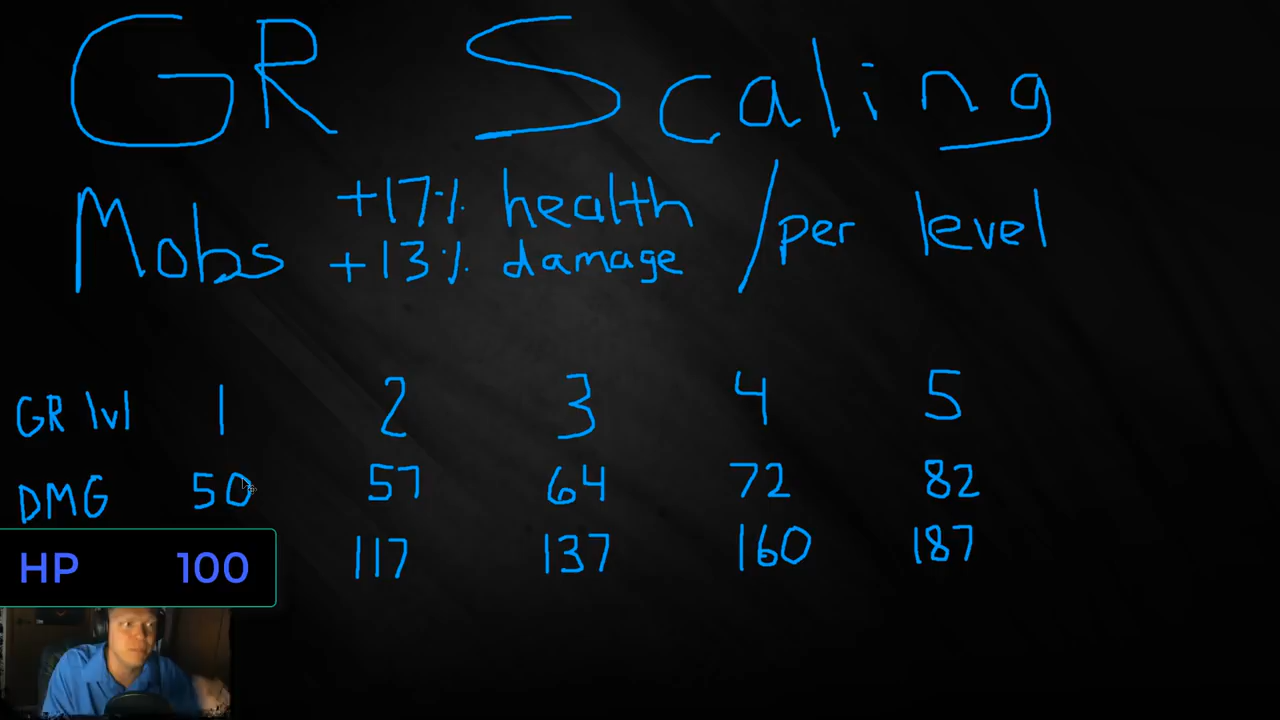 GR Scaling
Mobs +17% health /per level
+13% damage
GR lvl 1 2 3 4 5
DMG 50 57 64 72 82
HP 100 117 137 160 187